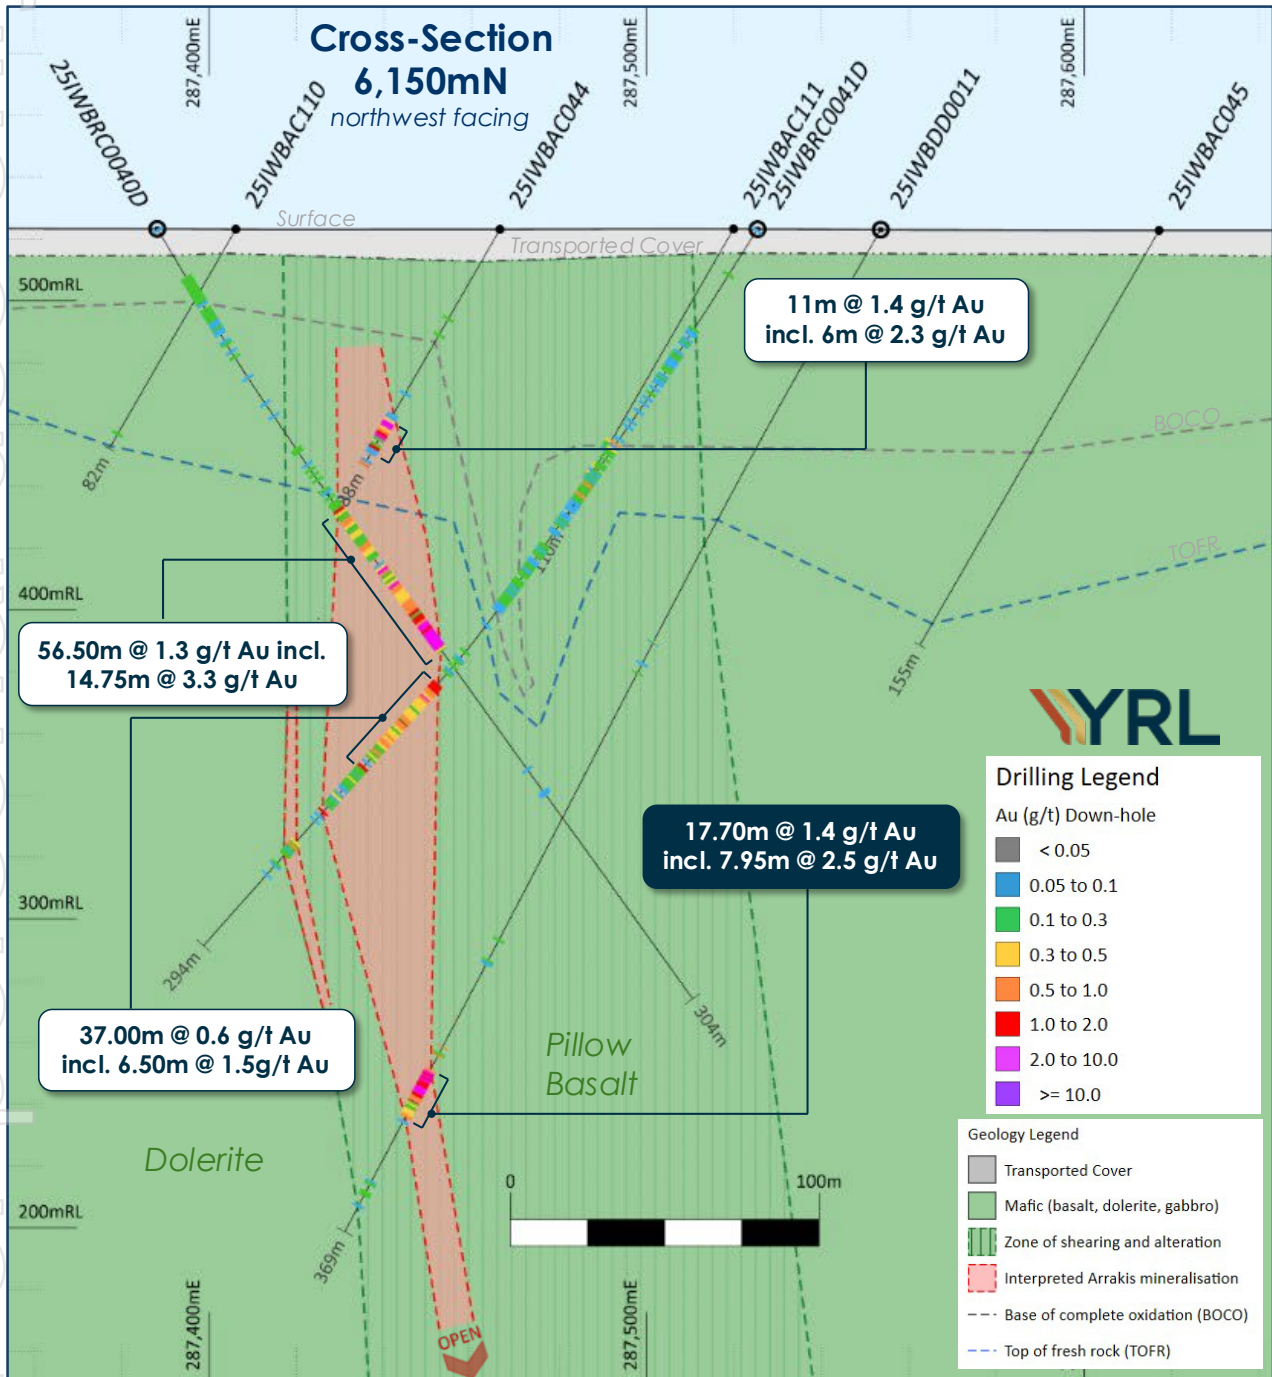 Cross-Section
6,150mN
northwest facing
287,400mE
287,500mE
287,600mE
25IWBRC0040D
25IWBAC110
25IWBAC044
25IWBAC111
25IWBRC0041D
25IWBDD0011
25IWBAC045
Surface
Transported Cover
500mRL
400mRL
300mRL
200mRL
11m @ 1.4 g/t Au
incl. 6m @ 2.3 g/t Au
BOCO
TOFR
82m
88m
110m
155m
56.50m @ 1.3 g/t Au incl.
14.75m @ 3.3 g/t Au
17.70m @ 1.4 g/t Au
incl. 7.95m @ 2.5 g/t Au
294m
304m
37.00m @ 0.6 g/t Au
incl. 6.50m @ 1.5g/t Au
Pillow
Basalt
Dolerite
369m
OPEN
0
100m
287,400mE
287,500mE
YRL
Drilling Legend
Au (g/t) Down-hole
< 0.05
0.05 to 0.1
0.1 to 0.3
0.3 to 0.5
0.5 to 1.0
1.0 to 2.0
2.0 to 10.0
>= 10.0
Geology Legend
Transported Cover
Mafic (basalt, dolerite, gabbro)
Zone of shearing and alteration
Interpreted Arrakis mineralisation
Base of complete oxidation (BOCO)
Top of fresh rock (TOFR)